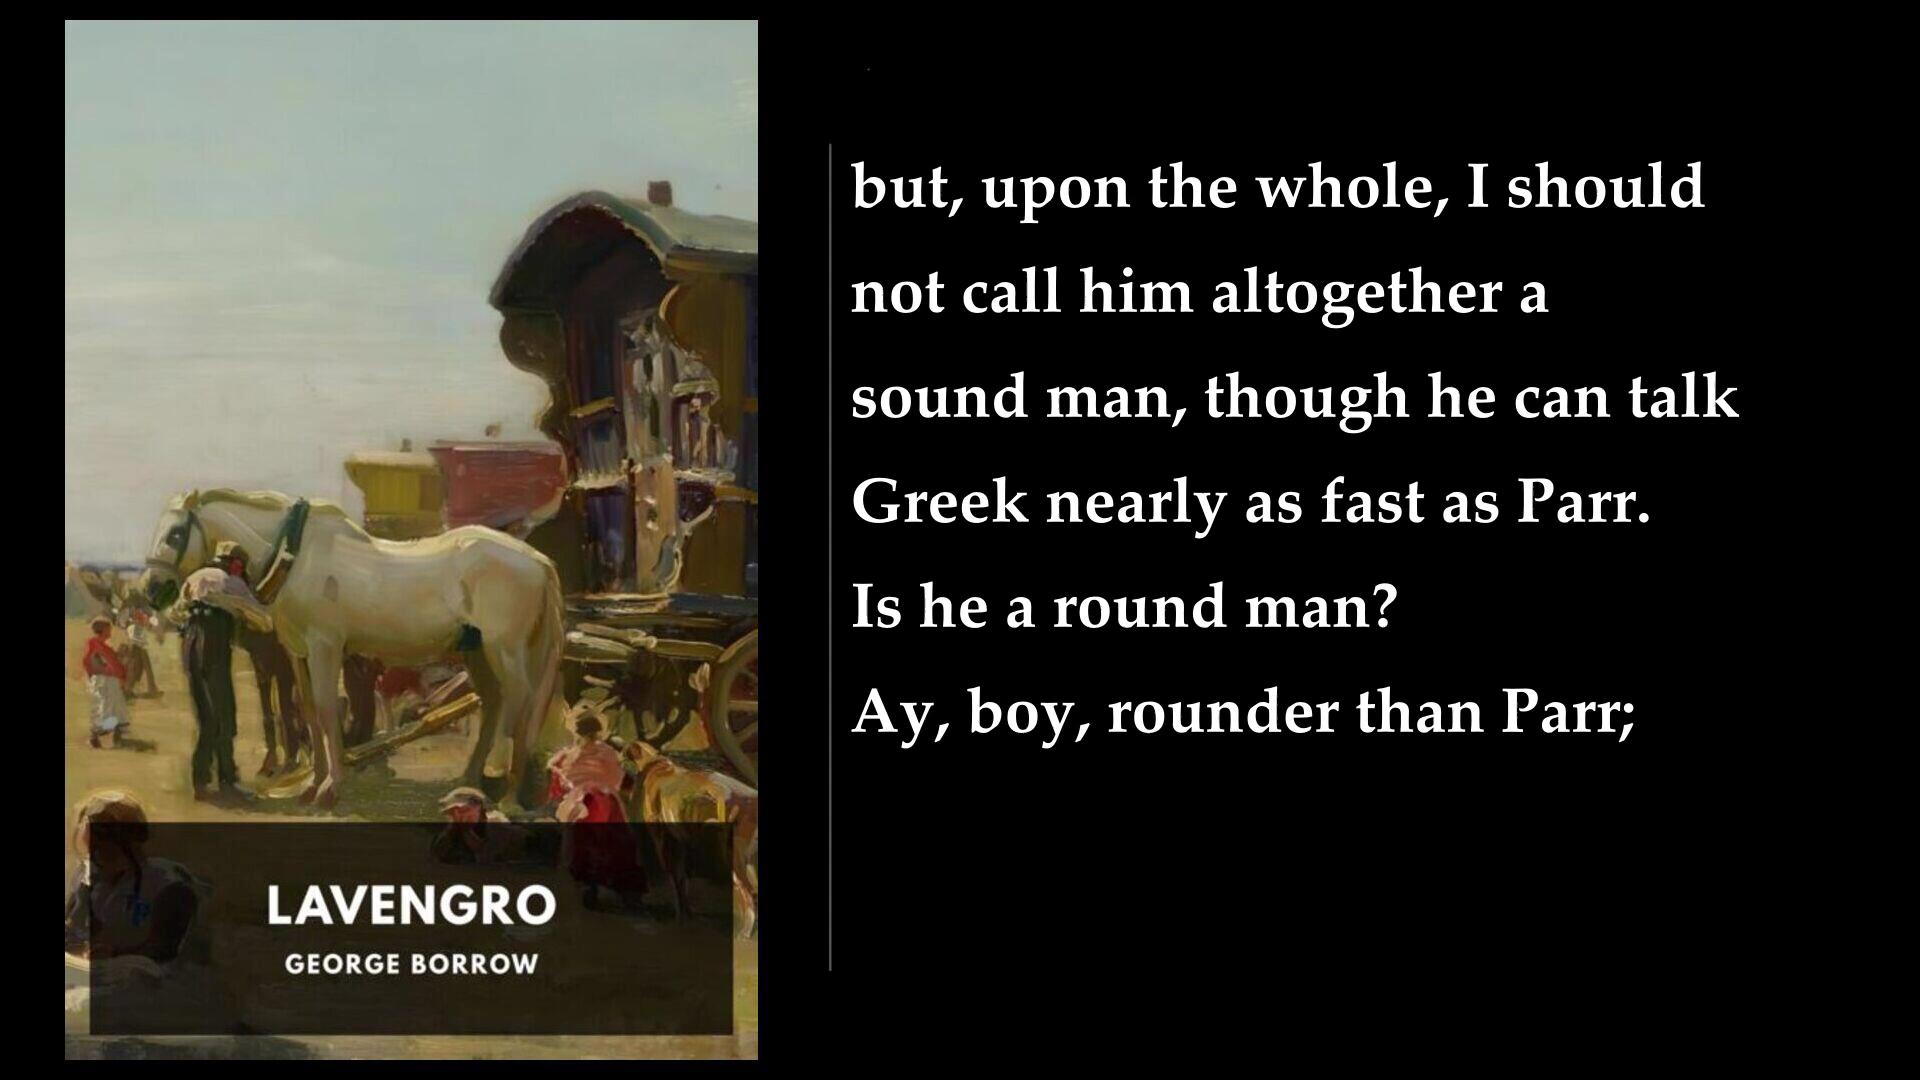 but, upon the whole, I should
not call him altogether a
sound man, though he can talk
Greek nearly as fast as Parr.
Is he a round man?
Ay, boy, rounder than Parr;
LAVENGRO
GEORGE BORROW